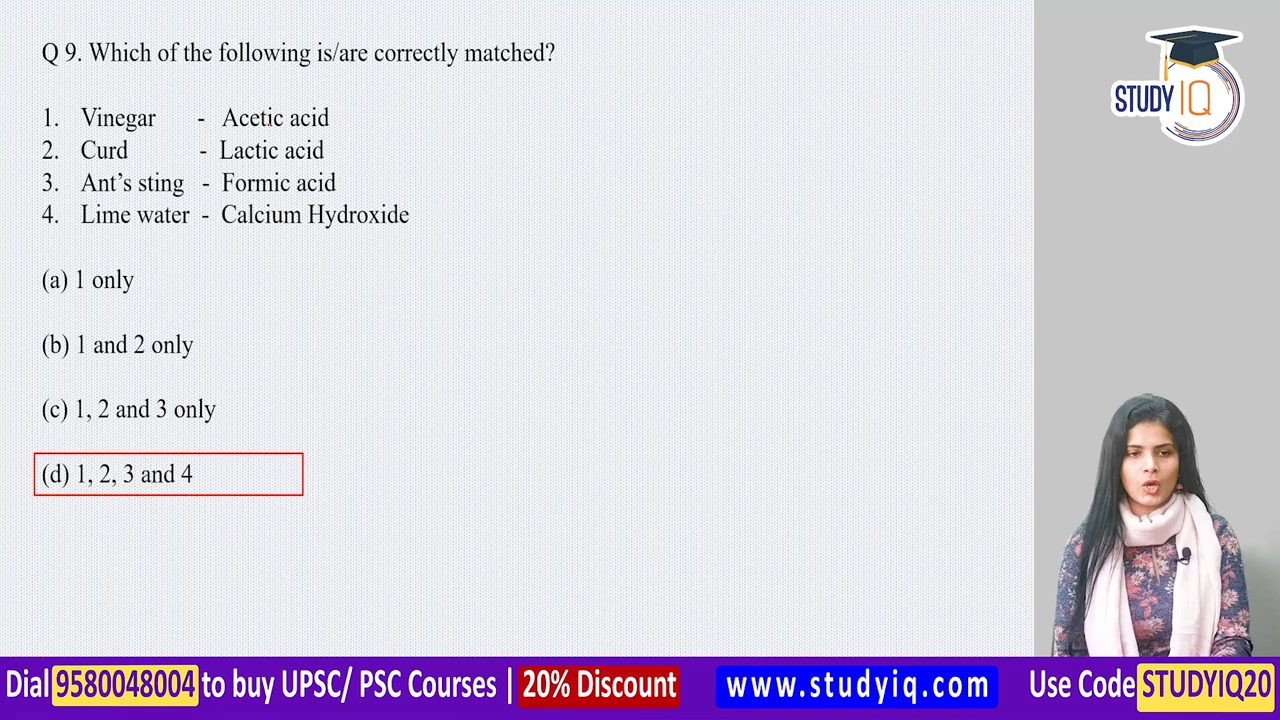 Q 9. Which of the following is/are correctly matched?
STUDY IQ
1. Vinegar - Acetic acid
2. Curd - Lactic acid
3. Ant’s sting - Formic acid
4. Lime water - Calcium Hydroxide
(a) 1 only
(b) 1 and 2 only
(c) 1, 2 and 3 only
(d) 1, 2, 3 and 4
Dial 9580048004 to buy UPSC/ PSC Courses | 20% Discount www.studyiq.com Use Code STUDYIQ20